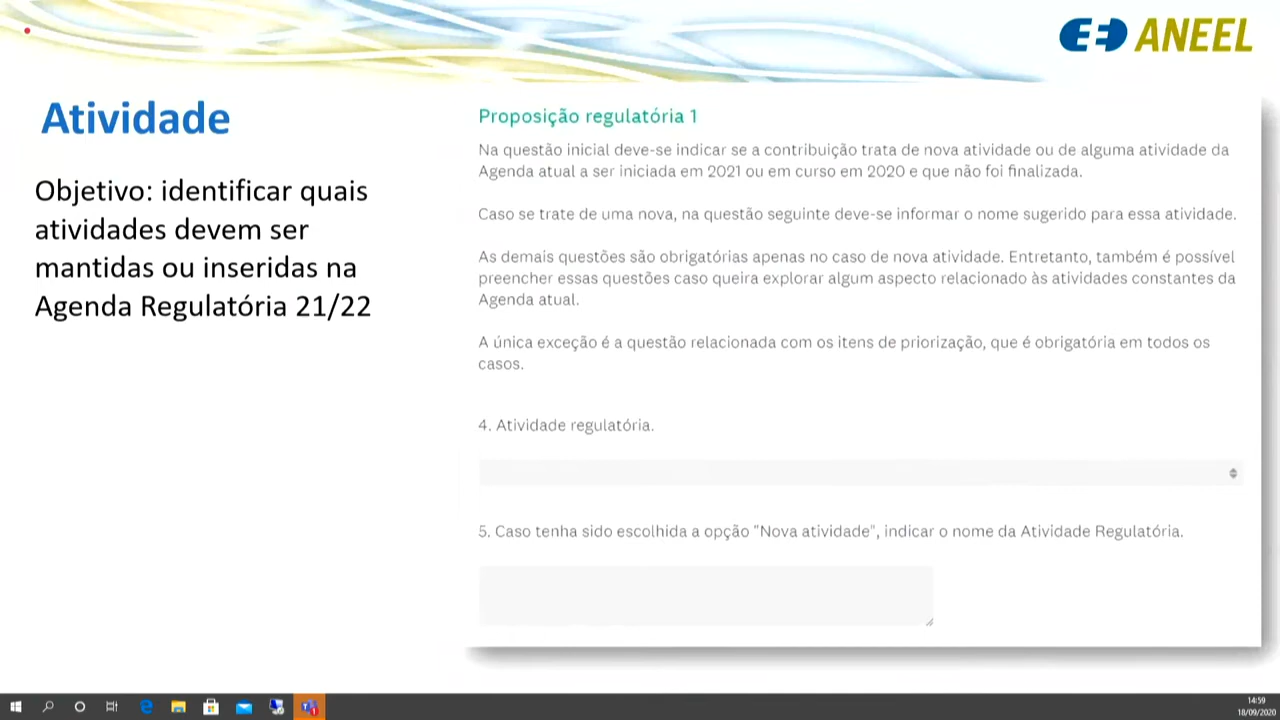 ANEEL
Atividade
Objetivo: identificar quais
atividades devem ser
mantidas ou inseridas na
Agenda Regulatória 21/22
Proposição regulatória 1
Na questão inicial deve-se indicar se a contribuição trata de nova atividade ou de alguma atividade da
Agenda atual a ser iniciada em 2021 ou em curso em 2020 e que não foi finalizada.
Caso se trate de uma nova, na questão seguinte deve-se informar o nome sugerido para essa atividade.
As demais questões são obrigatórias apenas no caso de nova atividade. Entretanto, também é possível
preencher essas questões caso queira explorar algum aspecto relacionado às atividades constantes da
Agenda atual.
A única exceção é a questão relacionada com os itens de priorização, que é obrigatória em todos os
casos.
4. Atividade regulatória.
5. Caso tenha sido escolhida a opção "Nova atividade", indicar o nome da Atividade Regulatória.
14:59
18/09/2020